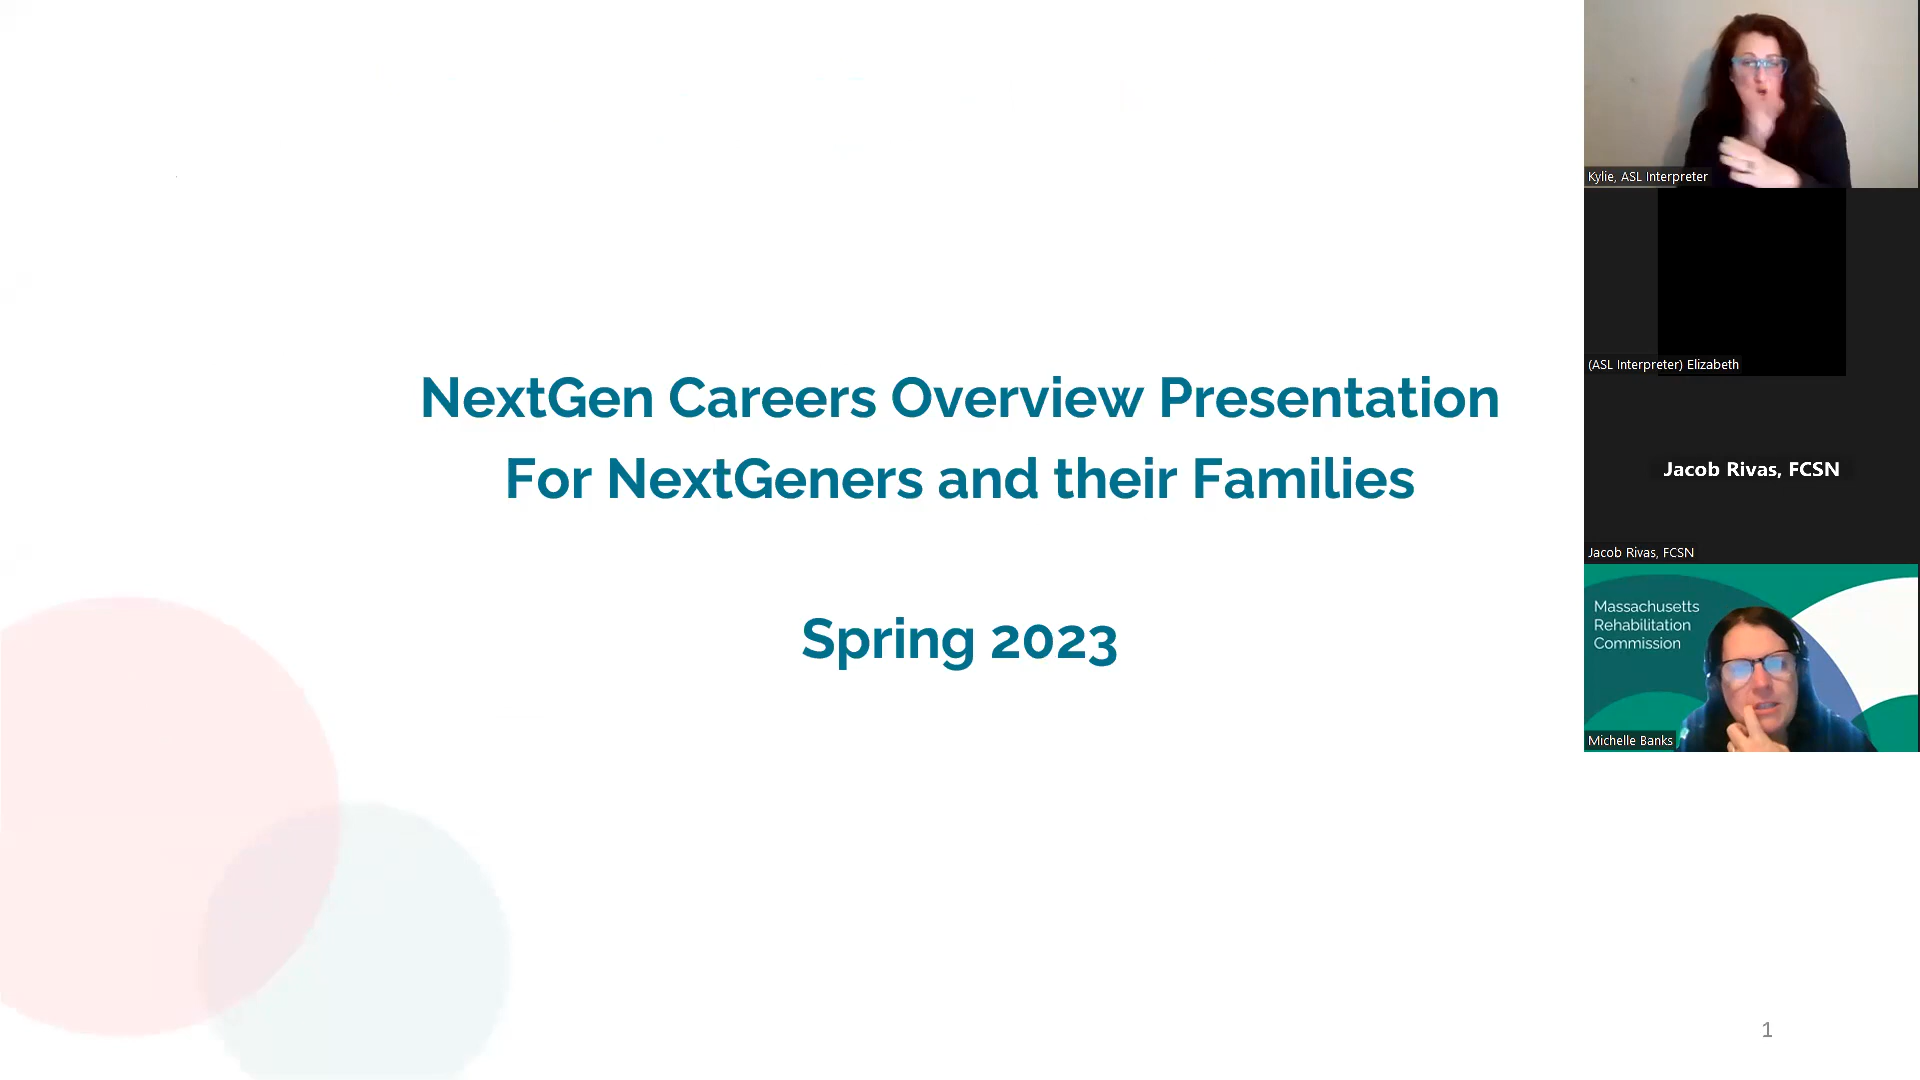 NextGen Careers Overview Presentation
For NextGeners and their Families
Spring 2023
1
Kylie, ASL Interpreter
(ASL Interpreter) Elizabeth
Jacob Rivas, FCSN
Jacob Rivas, FCSN
Massachusetts
Rehabilitation
Commission
Michelle Banks